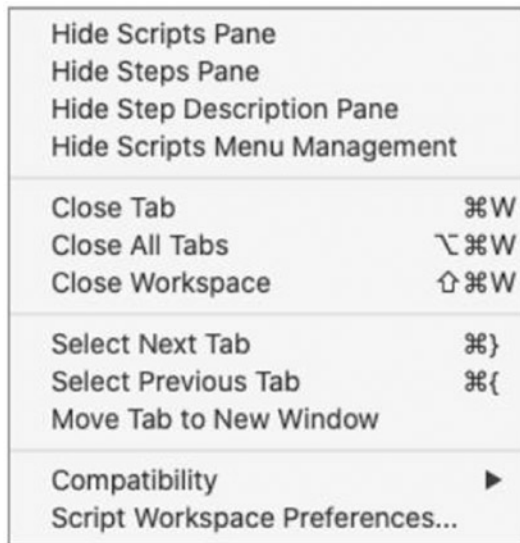 Hide Scripts Pane
Hide Steps Pane
Hide Step Description Pane
Hide Scripts Menu Management
Close Tab ⌘W
Close All Tabs ⌥⌘W
Close Workspace ⇧⌘W
Select Next Tab ⌘}
Select Previous Tab ⌘{
Move Tab to New Window
Compatibility ▶
Script Workspace Preferences...